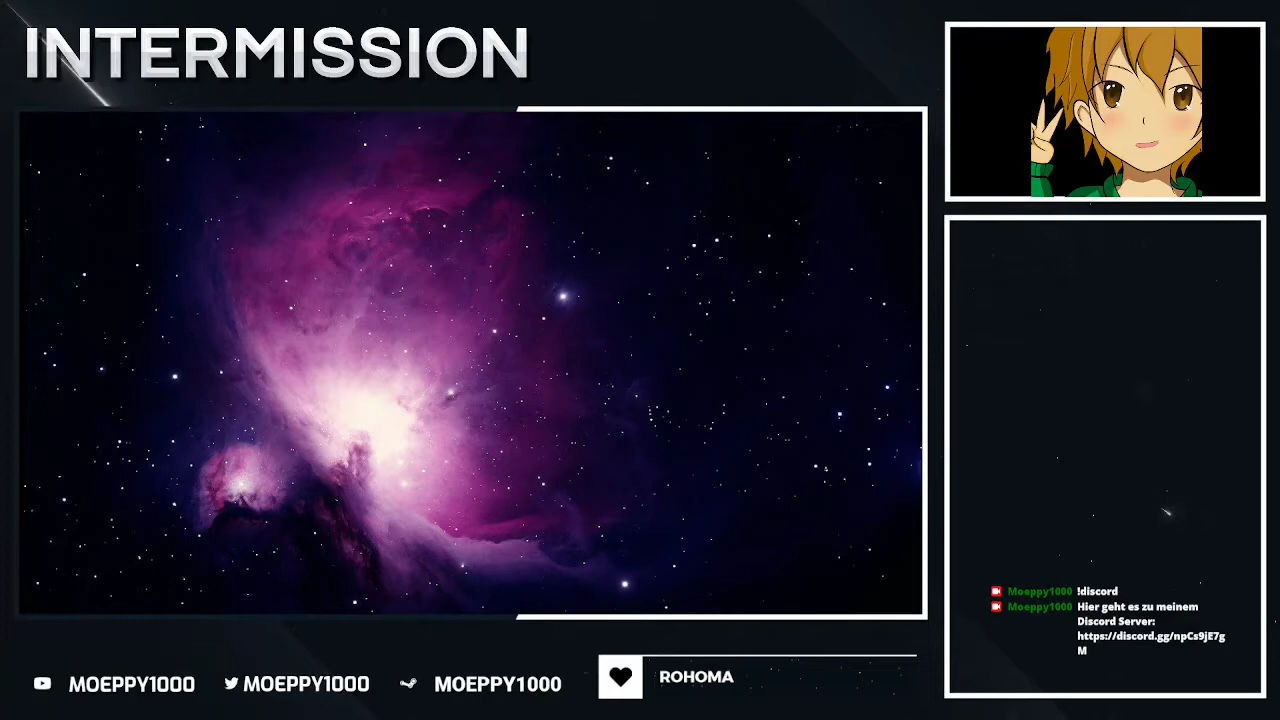 INTERMISSION
Moeppy1000 !discord
Moeppy1000 Hier geht es zu meinem
Discord Server:
https://discord.gg/npCs9jE7g
M
MOEPPY1000 MOEPPY1000 MOEPPY1000 ROHOMA